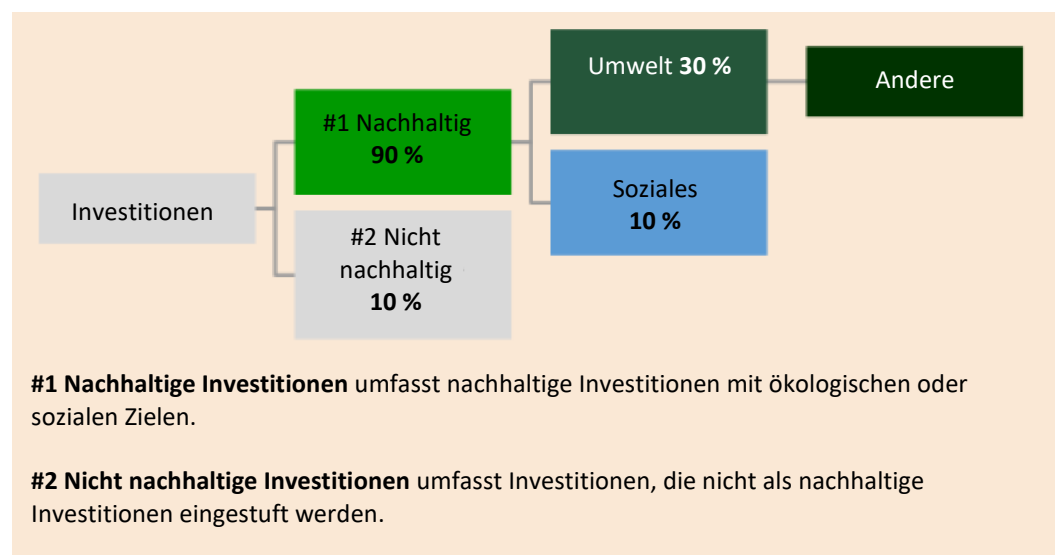 Investitionen
#1 Nachhaltig
90 %
#2 Nicht
nachhaltig
10 %
Umwelt 30 %
Soziales
10 %
Andere
#1 Nachhaltige Investitionen umfasst nachhaltige Investitionen mit ökologischen oder
sozialen Zielen.
#2 Nicht nachhaltige Investitionen umfasst Investitionen, die nicht als nachhaltige
Investitionen eingestuft werden.